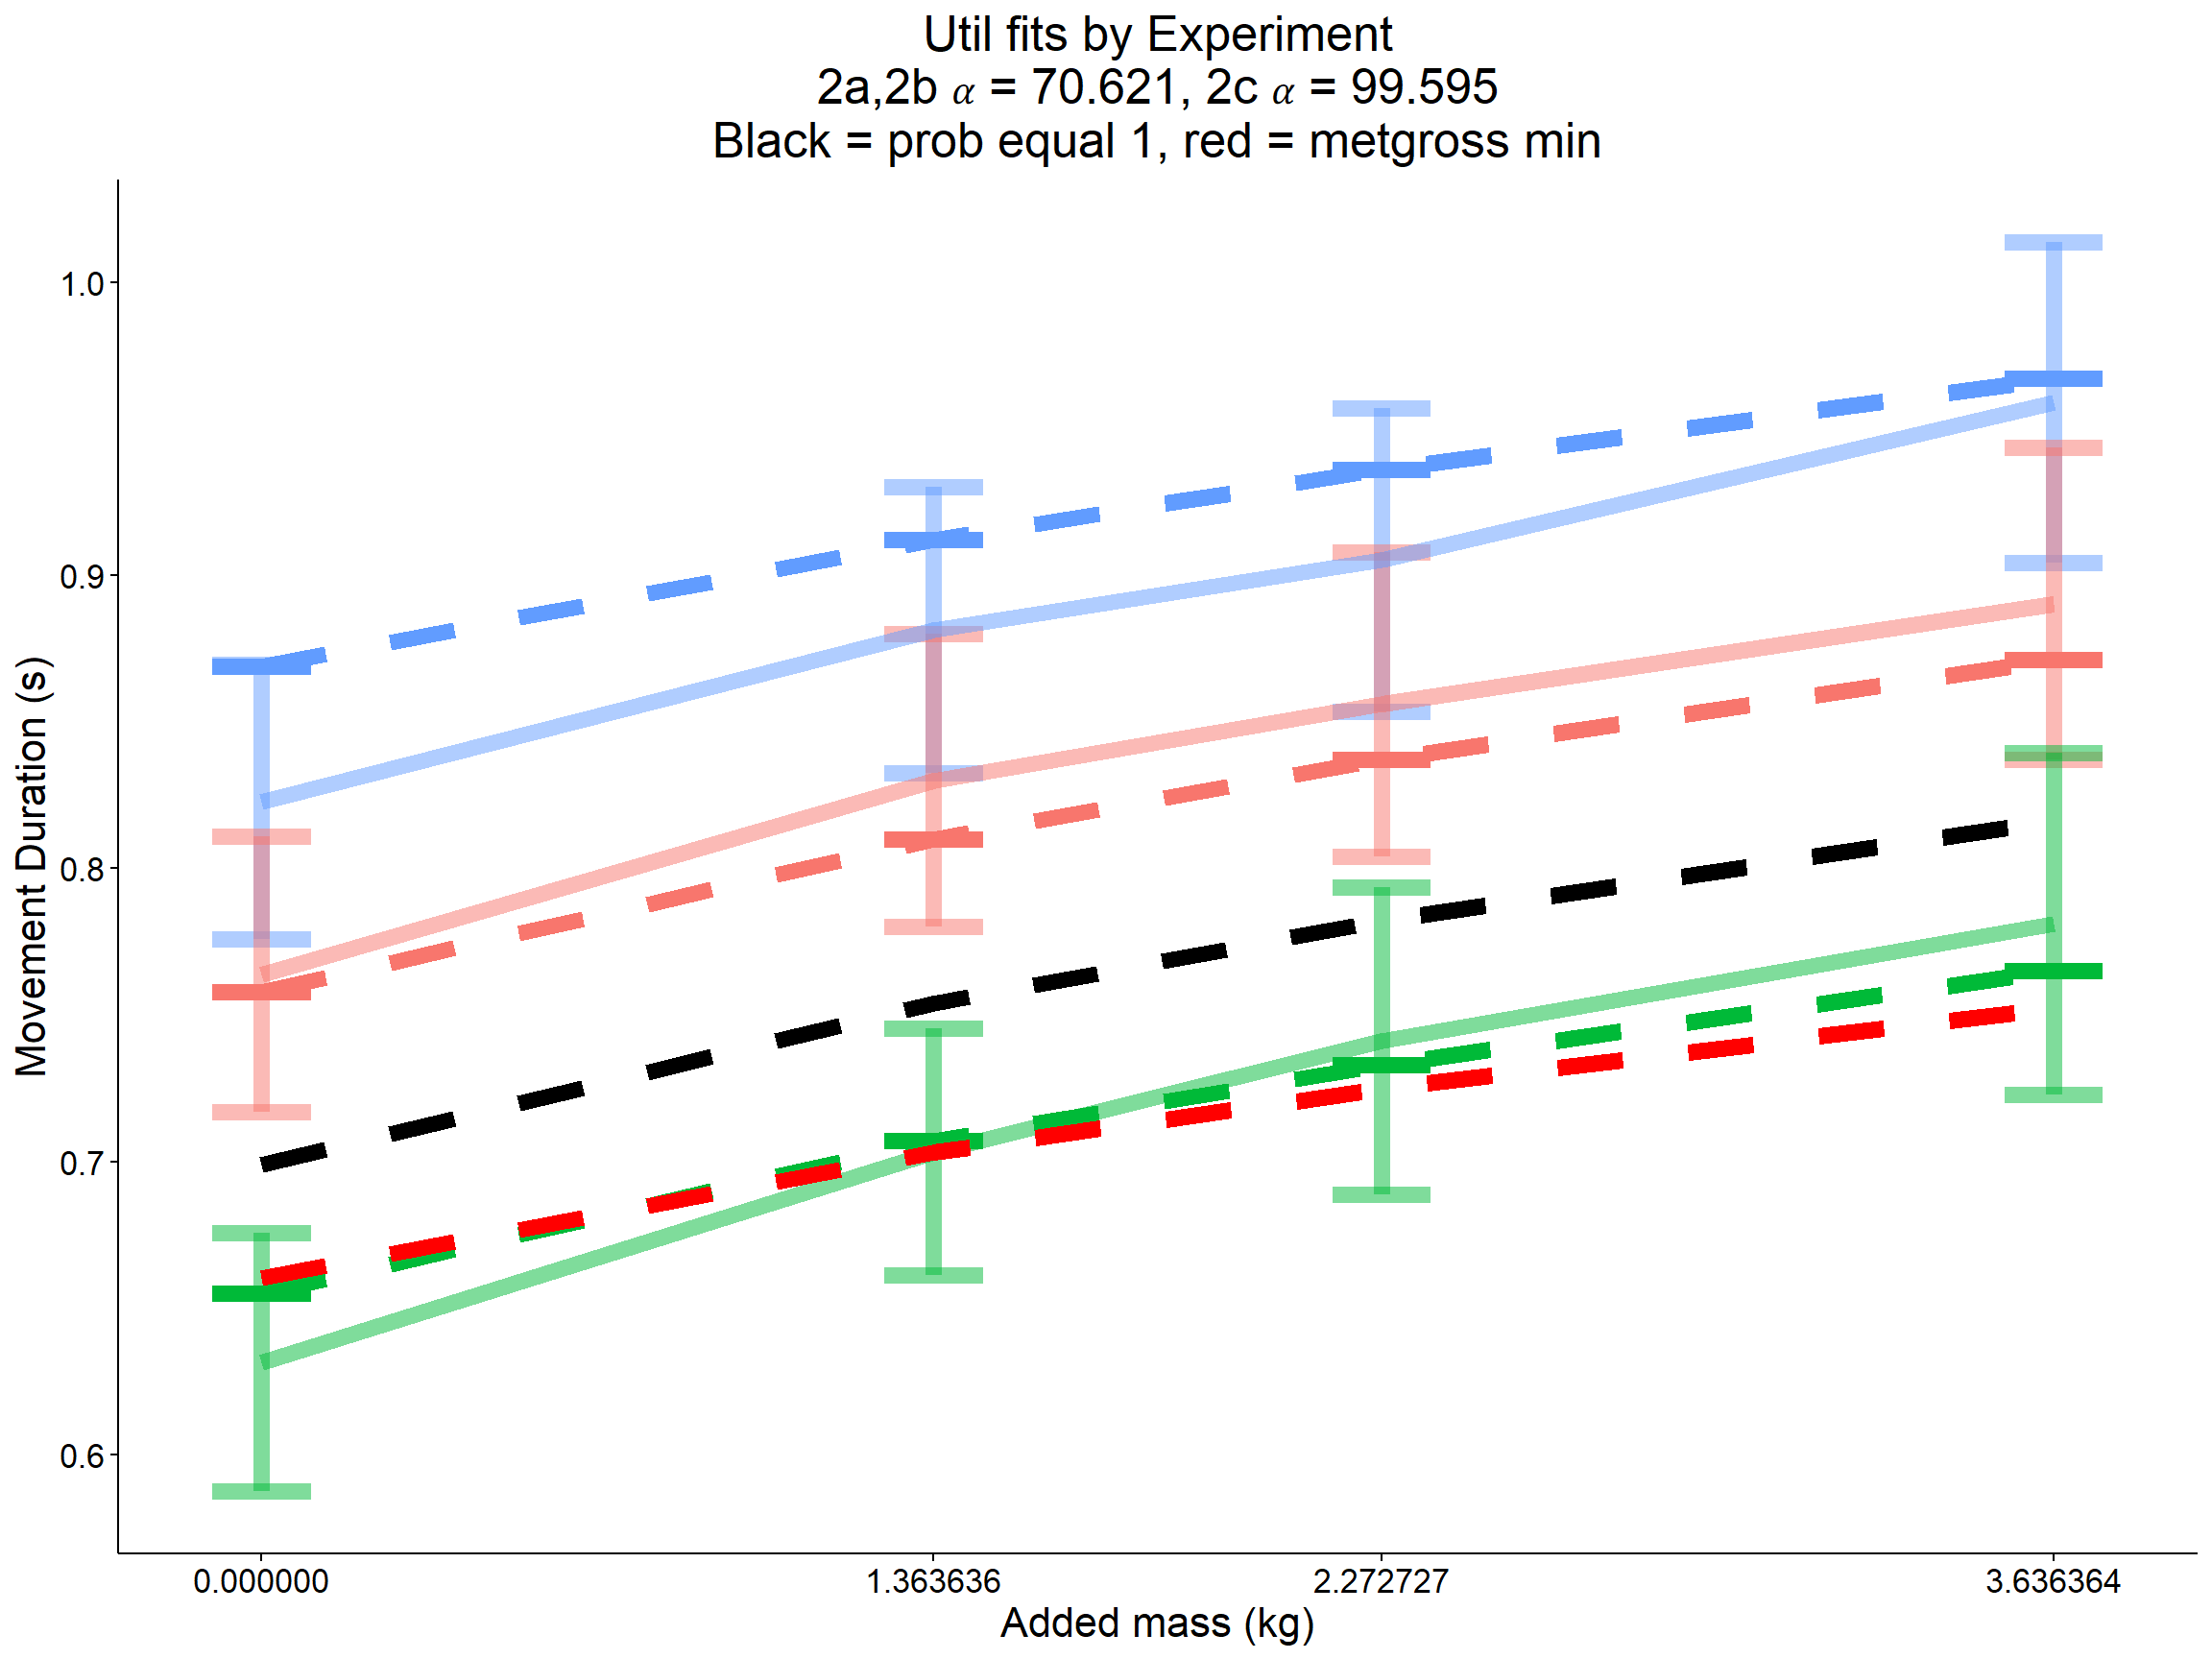 Util fits by Experiment
2a,2b α = 70.621, 2c α = 99.595
Black = prob equal 1, red = metgross min
Movement Duration (s)
1.0
0.9
0.8
0.7
0.6
0.000000
1.363636
2.272727
3.636364
Added mass (kg)